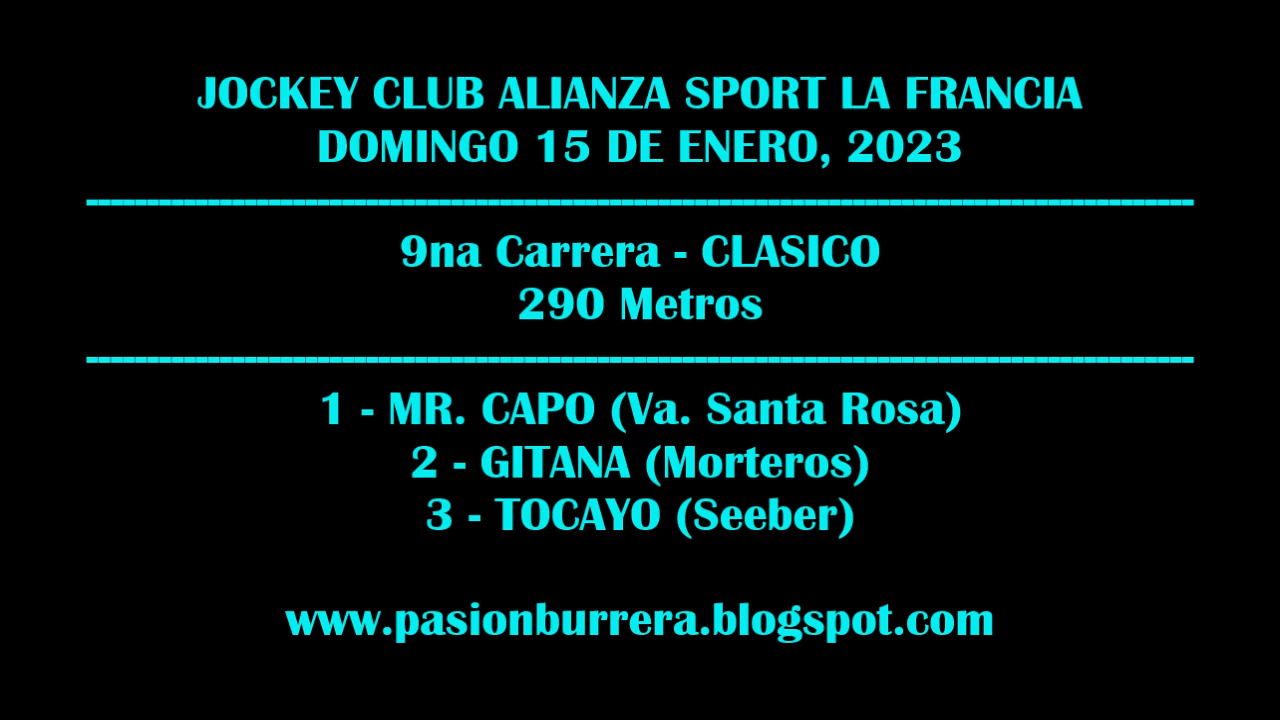 JOCKEY CLUB ALIANZA SPORT LA FRANCIA
DOMINGO 15 DE ENERO, 2023
9na Carrera - CLASICO
290 Metros
1 - MR. CAPO (Va. Santa Rosa)
2 - GITANA (Morteros)
3 - TOCAYO (Seeber)
www.pasionburrera.blogspot.com